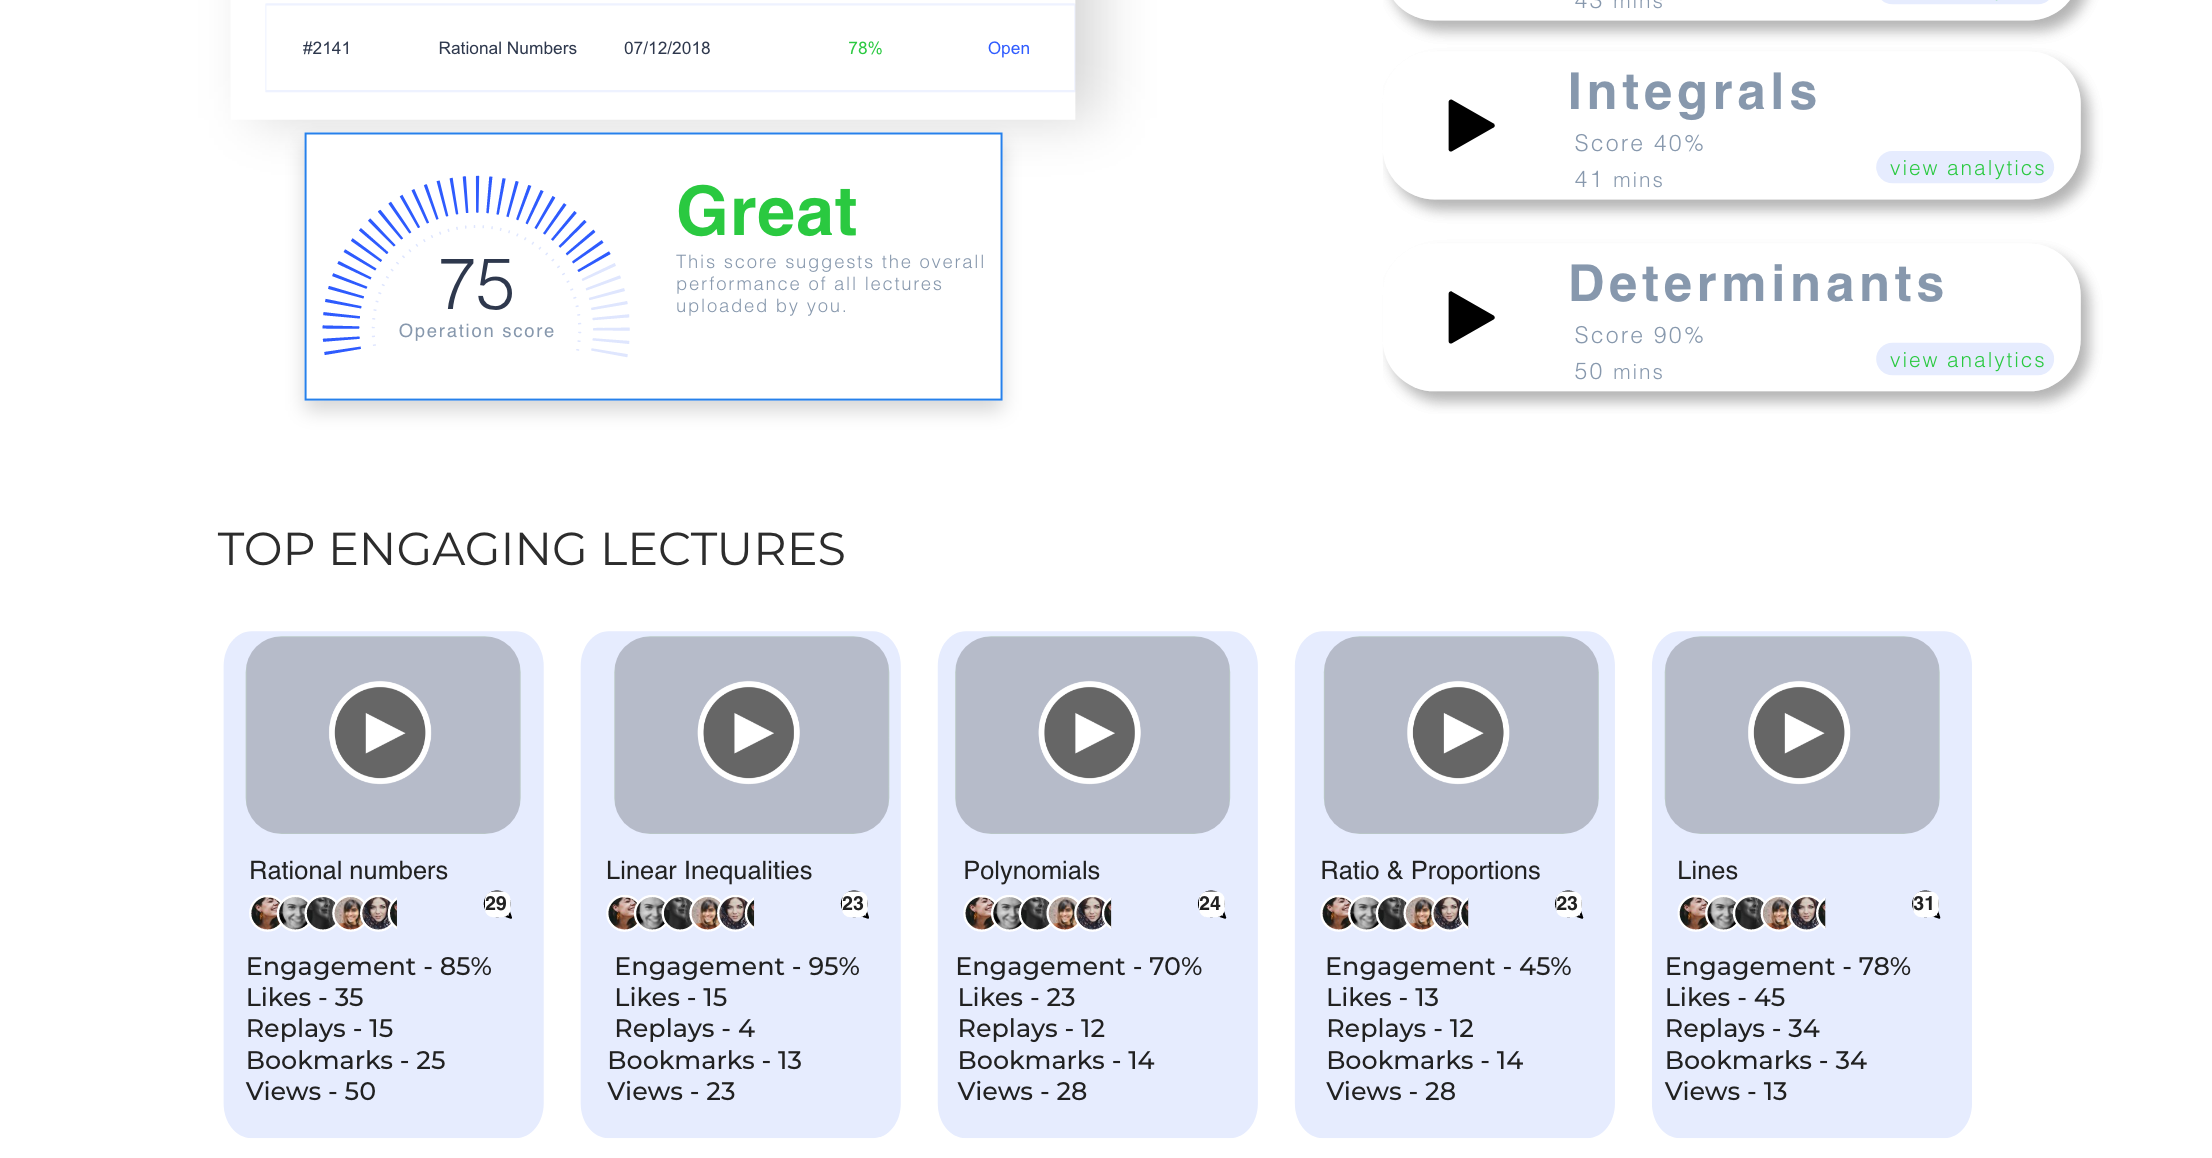 #2141 Rational Numbers 07/12/2018 78% Open
Great
This score suggests the overall
performance of all lectures
uploaded by you.
75
Operation score
43 mins
Integrals
Score 40%
41 mins
view analytics
Determinants
Score 90%
50 mins
view analytics
TOP ENGAGING LECTURES
Rational numbers
29
Engagement - 85%
Likes - 35
Replays - 15
Bookmarks - 25
Views - 50
Linear Inequalities
23
Engagement - 95%
Likes - 15
Replays - 4
Bookmarks - 13
Views - 23
Polynomials
24
Engagement - 70%
Likes - 23
Replays - 12
Bookmarks - 14
Views - 28
Ratio & Proportions
23
Engagement - 45%
Likes - 13
Replays - 12
Bookmarks - 14
Views - 28
Lines
31
Engagement - 78%
Likes - 45
Replays - 34
Bookmarks - 34
Views - 13